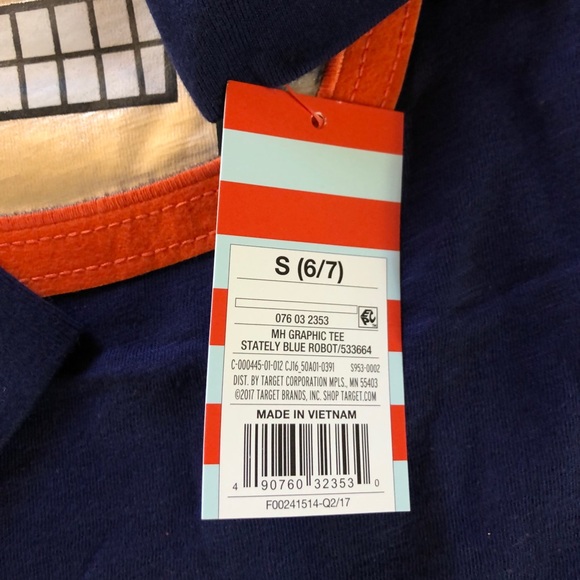 S (6/7)
076 03 2353
MH GRAPHIC TEE
STATELY BLUE ROBOT/533664
C-000445-01-012 CJ16_50A01-0391 S953-0002
DIST. BY TARGET CORPORATION MPLS., MN 55403
©2017 TARGET BRANDS, INC. SHOP TARGET.COM
MADE IN VIETNAM
4 90760 32353 0
F00241514-Q2/17